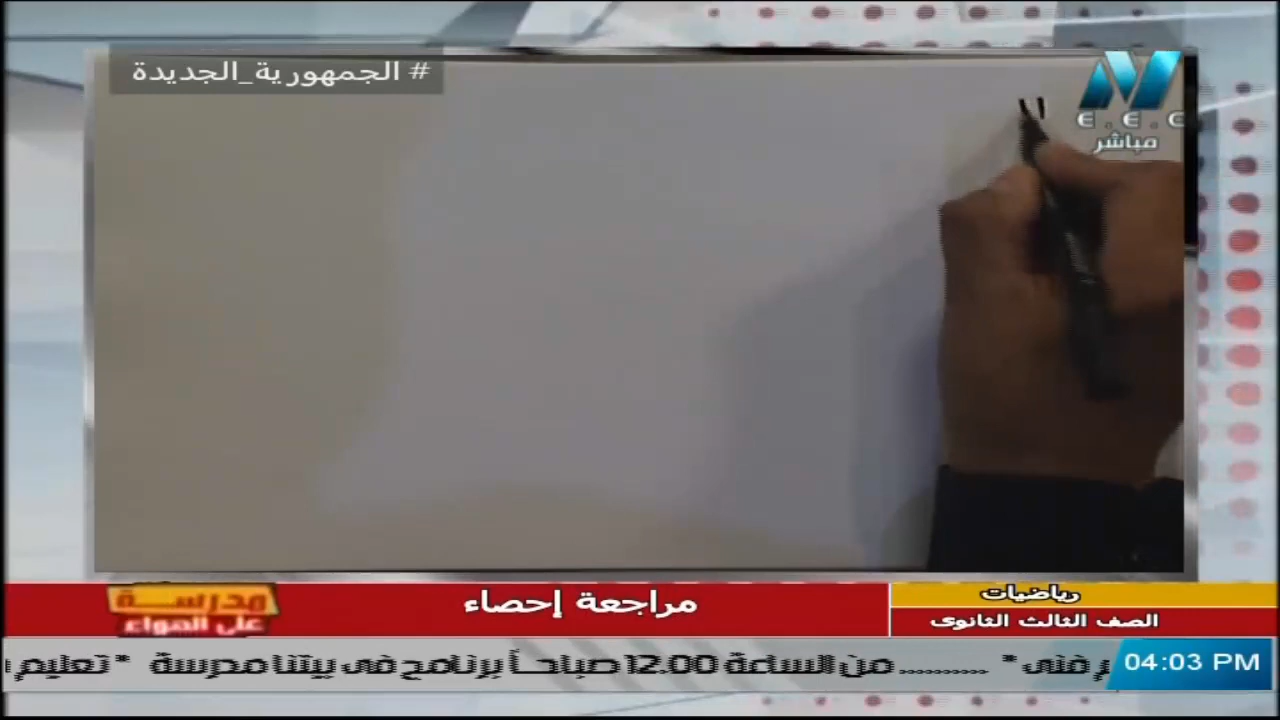 # الجمهورية_الجديدة
E.E.C
مباشر
رياضيات
الصف الثالث الثانوى
مراجعة إحصاء
مدرسة
على الهواء
04:03 PM
م فنى " .......... من الساعة 12.00 صباحاً برنامج فى بيتنا مدرسة " تعليم